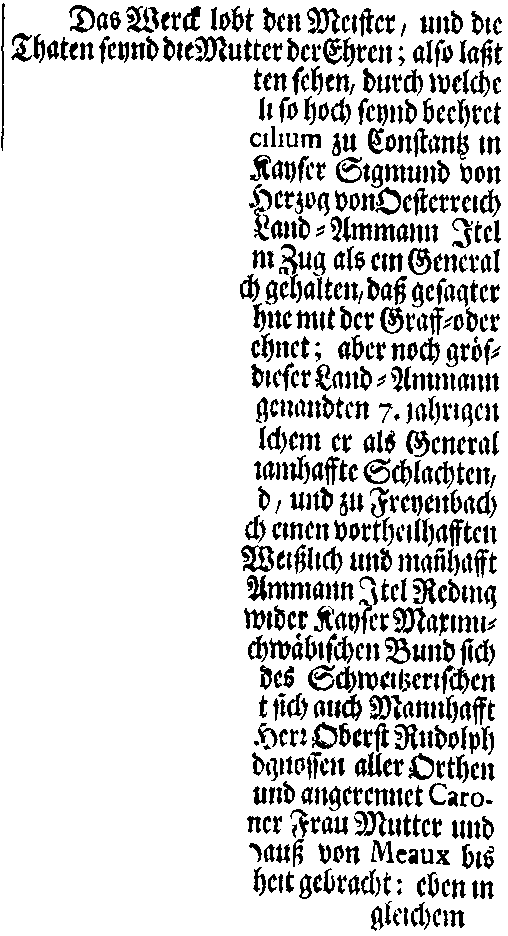 Das Werck lobt den Meister, und die
Thaten seynd die Mutter der Ehren; also laßt
ten sehen, durch welche
li so hoch seynd beehret
cilium zu Constantz in
Kayser Sigmund von
Herzog von Oesterreich
Land-Ammann Itel
m Zug als ein General
ch gehalten, daß gesagter
hne mit der Graff-oder
ehnet; aber noch grös-
dieser Land-Ammann
genandten 7. jahrigen
lchem er als General
namhaffte Schlachten,
d, und zu Freyenbach
ch einen vortheilhafften
Weißlich und mañhafft
Ammann Itel Reding
wider Kayser Maximi-
chwäbischen Bund sich
des Schweitzerischen
t sich auch Mannhafft
Herr Oberst Rudolph
dgnossen aller Orthen
und angerennet Caro-
ner Frau Mutter und
hauß von Meaux bis
heit gebracht: eben in
gleichem